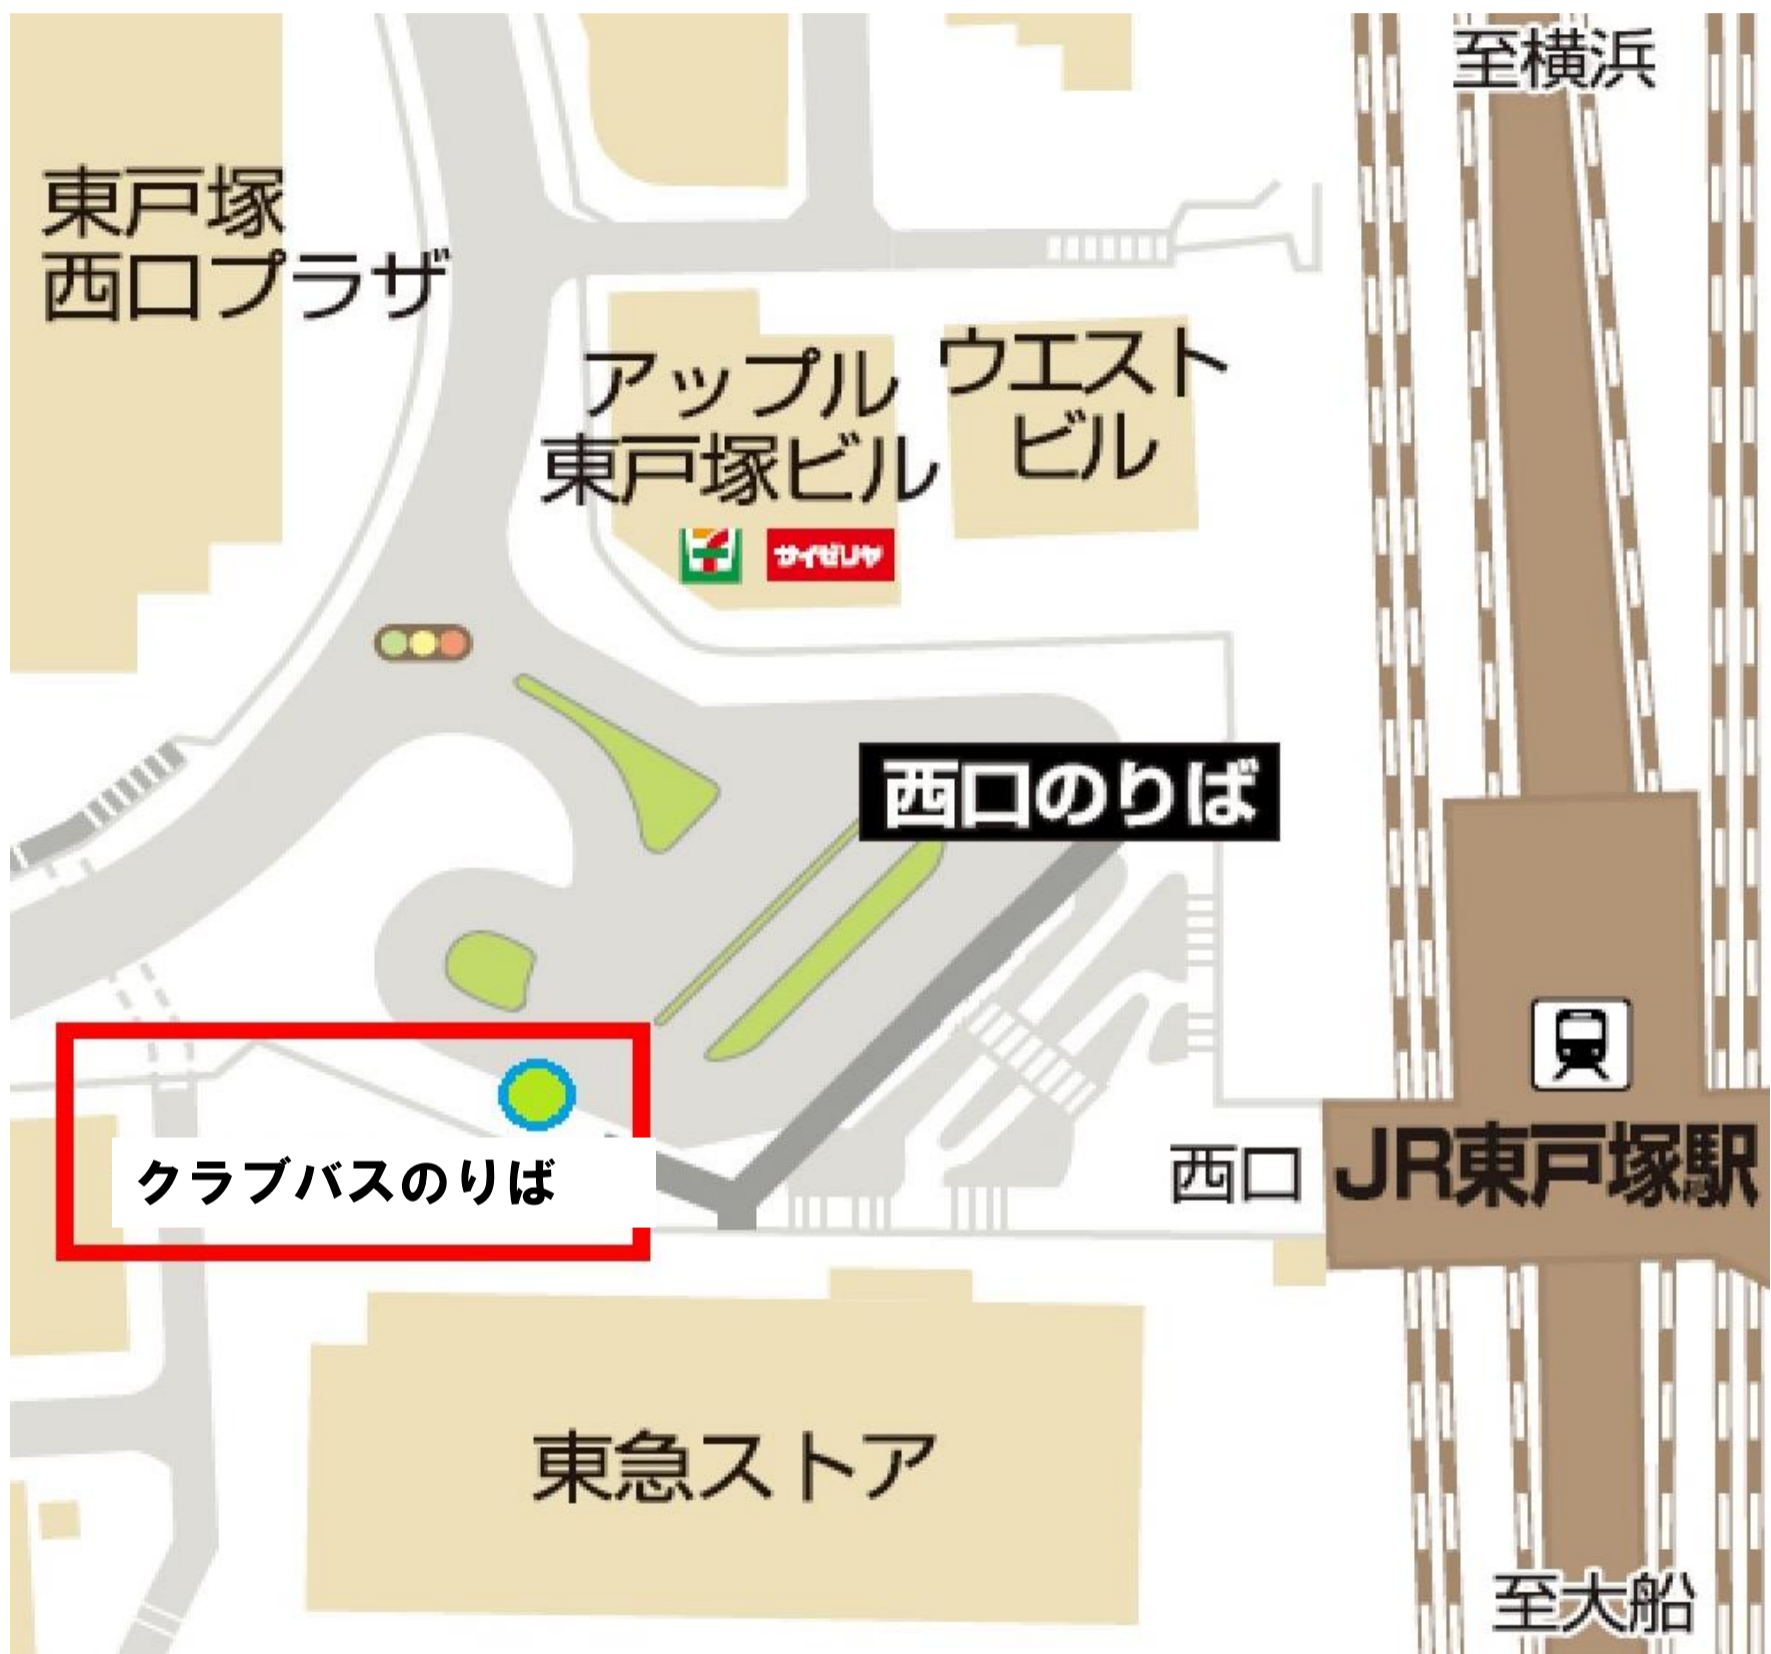 至横浜
東戸塚
西口プラザ
アップル
東戸塚ビル
ウエスト
ビル
サイゼリヤ
西口のりば
クラブバスのりば
西口
JR東戸塚駅
東急ストア
至大船